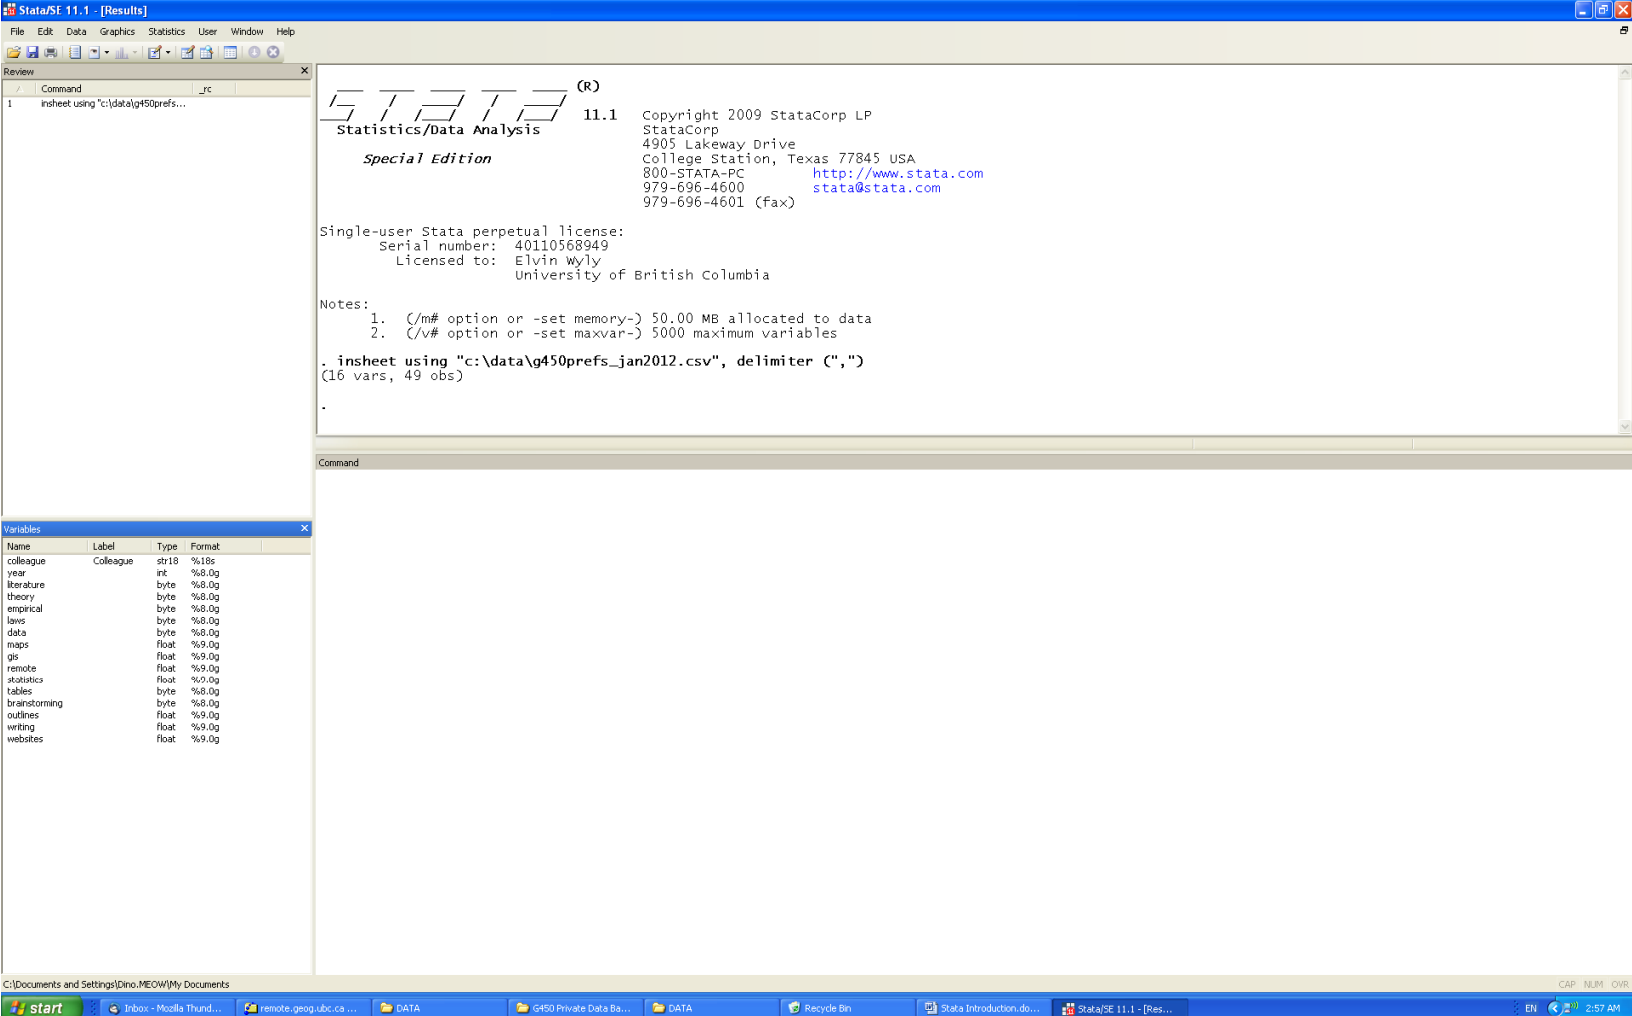 Stata/SE 11.1 - [Results]
File Edit Data Graphics Statistics User Window Help
Review
Command _rc
1 insheet using "c:\data\g450prefs...
(R)
11.1 Copyright 2009 StataCorp LP
Statistics/Data Analysis StataCorp
4905 Lakeway Drive
Special Edition College Station, Texas 77845 USA
800-STATA-PC http://www.stata.com
979-696-4600 stata@stata.com
979-696-4601 (fax)
Single-user Stata perpetual license:
Serial number: 40110568949
Licensed to: Elvin Wyly
University of British Columbia
Notes:
1. (/m# option or -set memory-) 50.00 MB allocated to data
2. (/v# option or -set maxvar-) 5000 maximum variables
. insheet using "c:\data\g450prefs_jan2012.csv", delimiter (",")
(16 vars, 49 obs)
.
Command
Variables
Name Label Type Format
colleague Colleague str18 %18s
year int %8.0g
literature byte %8.0g
theory byte %8.0g
empirical byte %8.0g
laws byte %8.0g
data byte %8.0g
maps float %9.0g
gis float %9.0g
remote float %9.0g
statistics float %9.0g
tables byte %8.0g
brainstorming byte %8.0g
outlines float %9.0g
writing float %9.0g
websites float %9.0g
C:\Documents and Settings\Dino.MEOW\My Documents
CAP NUM OVR
start Inbox - Mozilla Thund... remote.geog.ubc.ca ... DATA G450 Private Data Ba... DATA Recycle Bin Stata Introduction.do... Stata/SE 11.1 - [Res... EN 2:57 AM